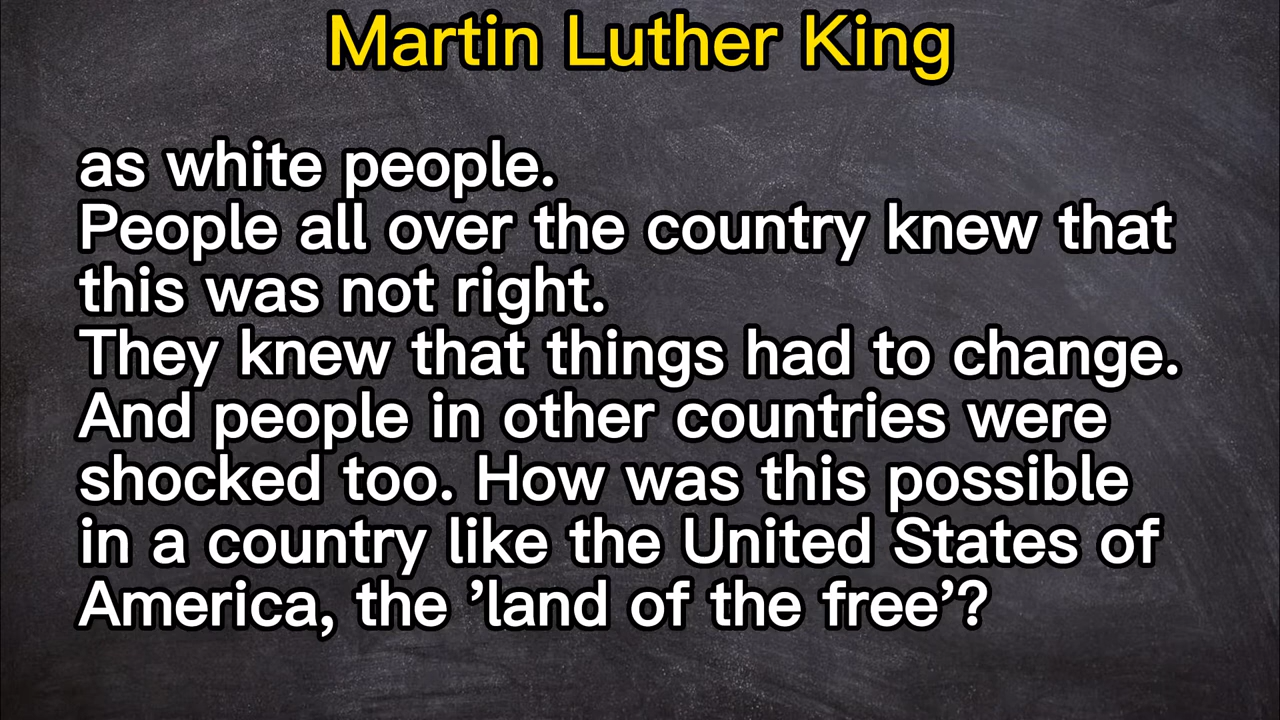 Martin Luther King
as white people.
People all over the country knew that
this was not right.
They knew that things had to change.
And people in other countries were
shocked too. How was this possible
in a country like the United States of
America, the ’land of the free’?